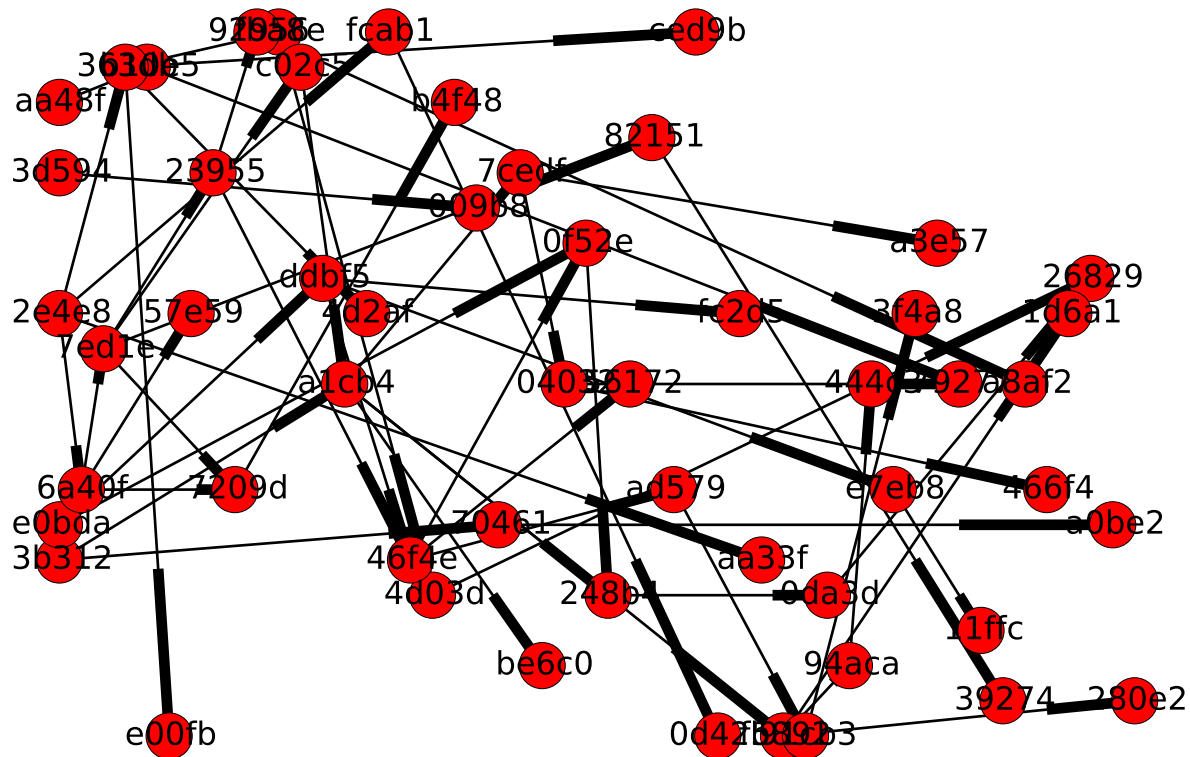 fcab1
ced9b
7c02c5
aa48f
b4f48
82151
3d594
23955
7cedf
009b8
0f52e
a3e57
ddbf5
26829
2e4e8
57e59
4d2af
fc2d5
3f4a8
1d6a1
7ed1e
a1cb4
a8af2
6a40f
7209d
ad579
e7eb8
466f4
e0bda
70461
a0be2
3b312
46f4e
aa33f
4d03d
248b4
0da3d
11ffc
be6c0
94aca
39274
280e2
e00fb